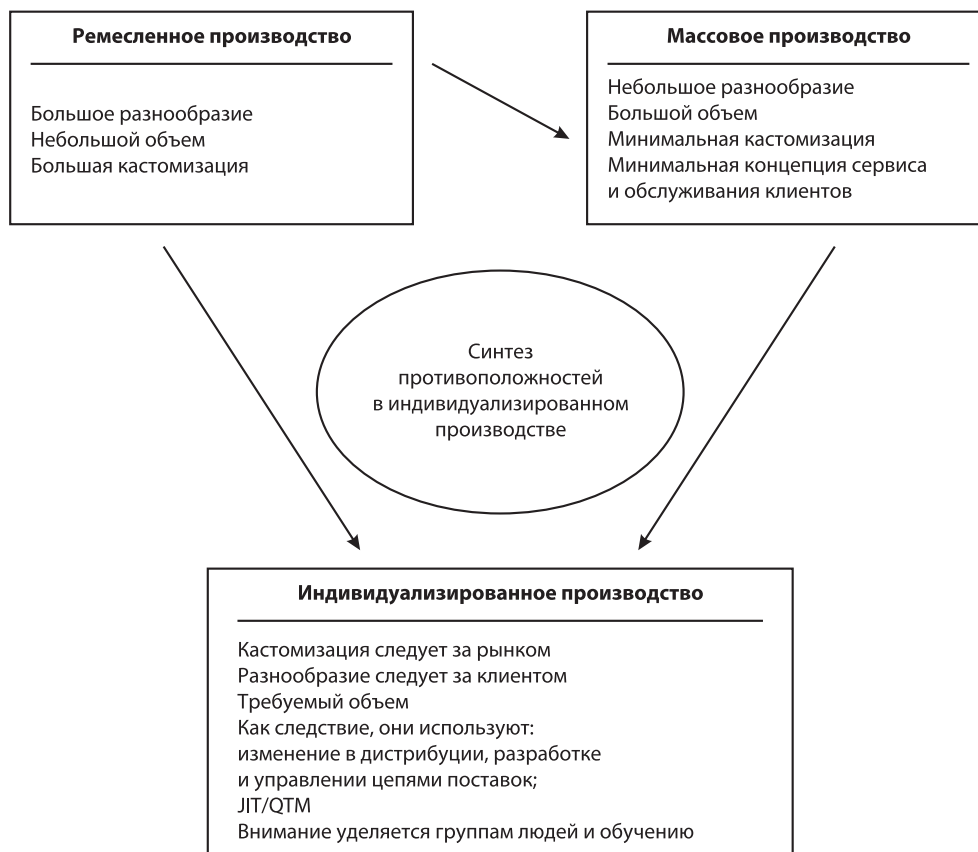 Ремесленное производство
Большое разнообразие
Небольшой объем
Большая кастомизация
Массовое производство
Небольшое разнообразие
Большой объем
Минимальная кастомизация
Минимальная концепция сервиса
и обслуживания клиентов
Синтез
противоположностей
в индивидуализированном
производстве
Индивидуализированное производство
Кастомизация следует за рынком
Разнообразие следует за клиентом
Требуемый объем
Как следствие, они используют:
изменение в дистрибуции, разработке
и управлении цепями поставок;
JIT/QTM
Внимание уделяется группам людей и обучению